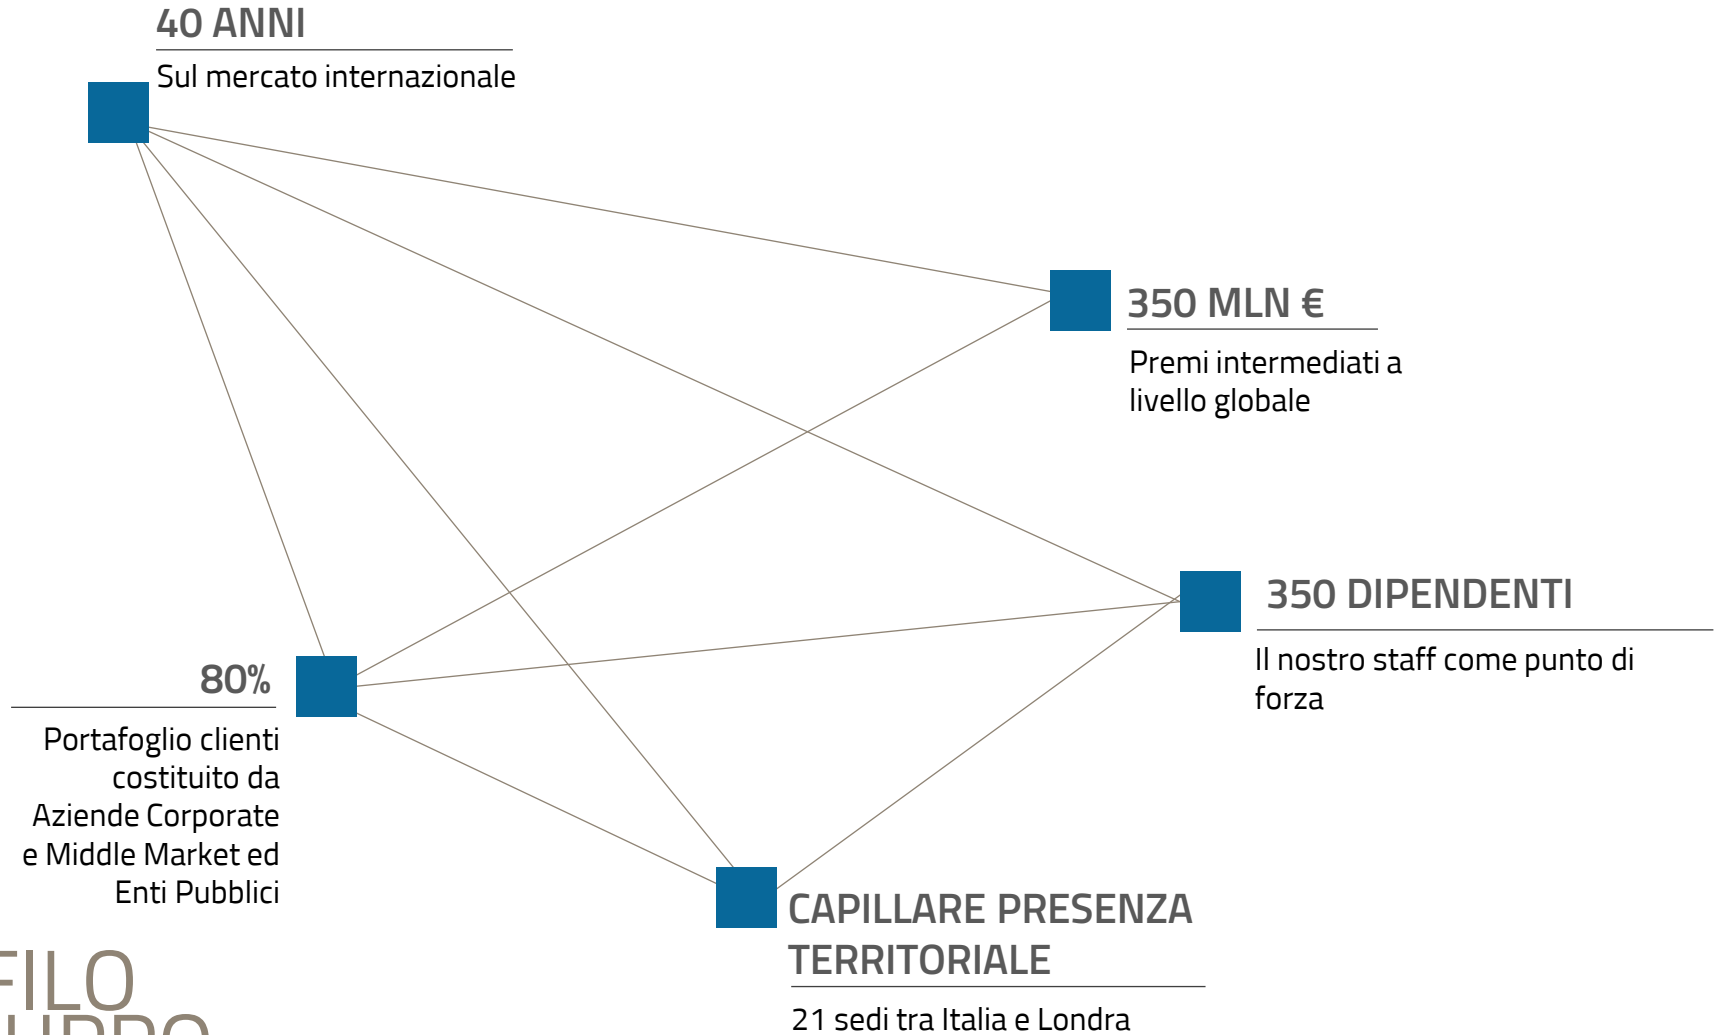 40 ANNI
Sul mercato internazionale
350 MLN €
Premi intermediati a
livello globale
350 DIPENDENTI
Il nostro staff come punto di
forza
80%
Portafoglio clienti
costituito da
Aziende Corporate
e Middle Market ed
Enti Pubblici
CAPILLARE PRESENZA
TERRITORIALE
21 sedi tra Italia e Londra
FILO